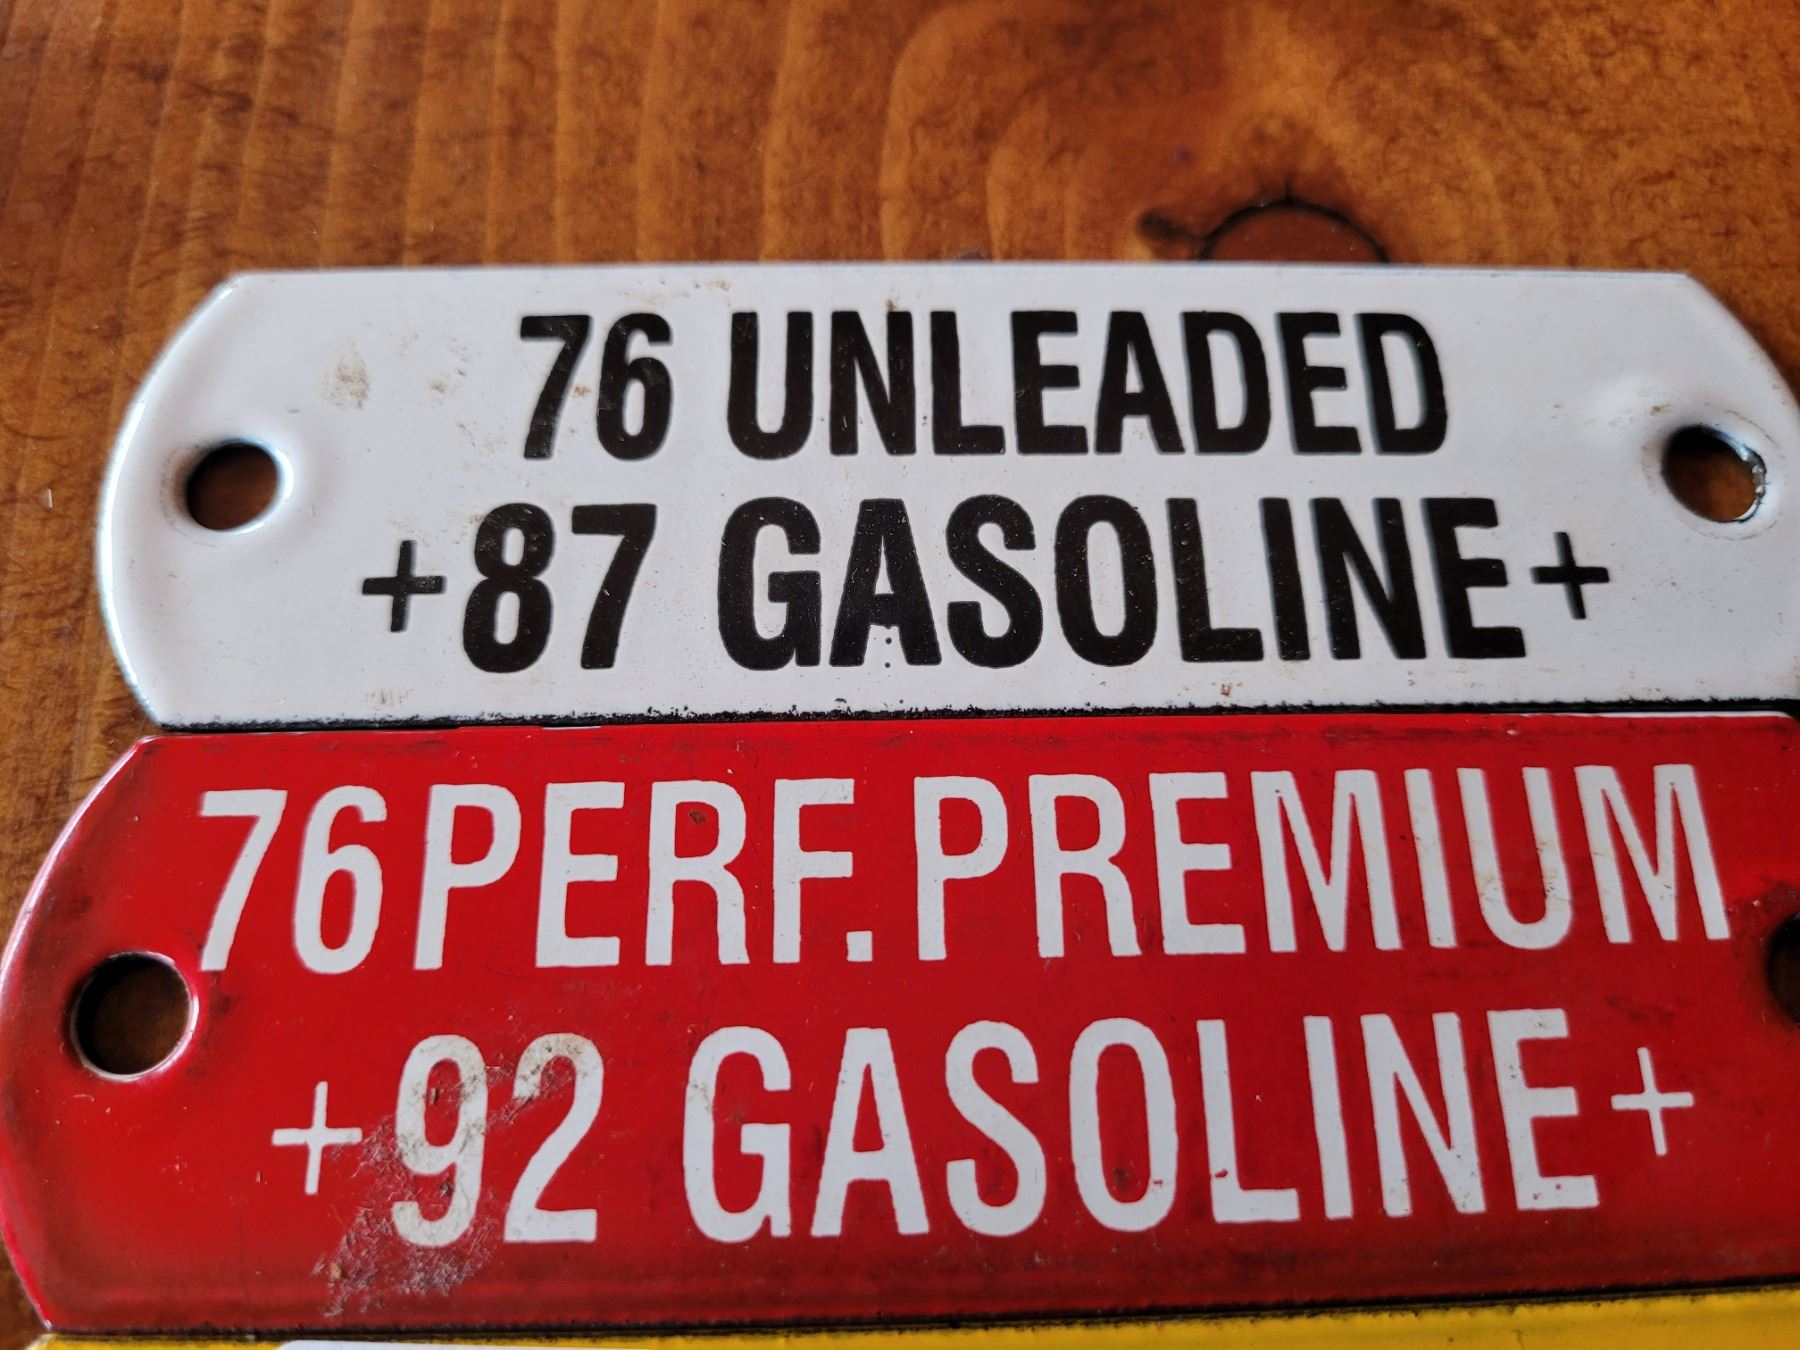 76 UNLEADED
+87 GASOLINE+
76 PERF. PREMIUM
+92 GASOLINE+